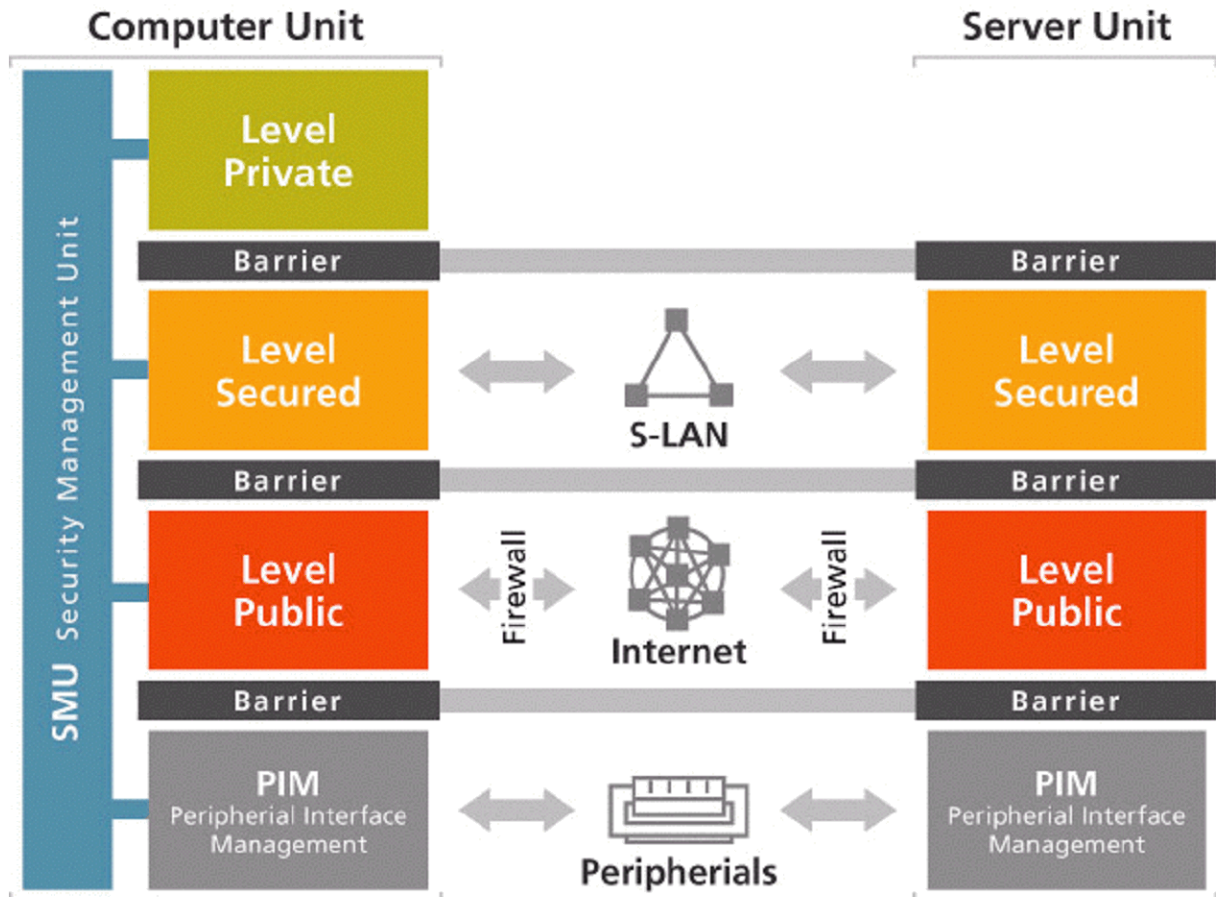 Computer Unit
Server Unit
SMU Security Management Unit
Level
Private
Barrier
Barrier
Level
Secured
S-LAN
Level
Secured
Barrier
Barrier
Level
Public
Firewall
Internet
Firewall
Level
Public
Barrier
Barrier
PIM
Peripherial Interface
Management
Peripherials
PIM
Peripherial Interface
Management